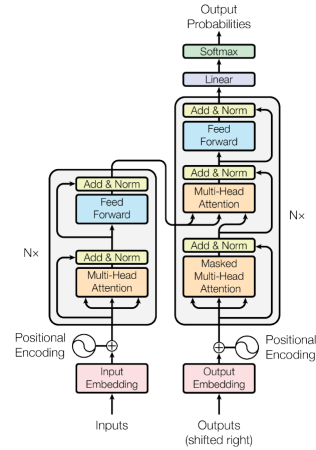 Output
Probabilities
Softmax
Linear
Add & Norm
Feed
Forward
Add & Norm
Multi-Head
Attention
Add & Norm
Masked
Multi-Head
Attention
Nx
Add & Norm
Feed
Forward
Add & Norm
Multi-Head
Attention
Nx
Positional
Encoding
Input
Embedding
Inputs
Positional
Encoding
Output
Embedding
Outputs
(shifted right)